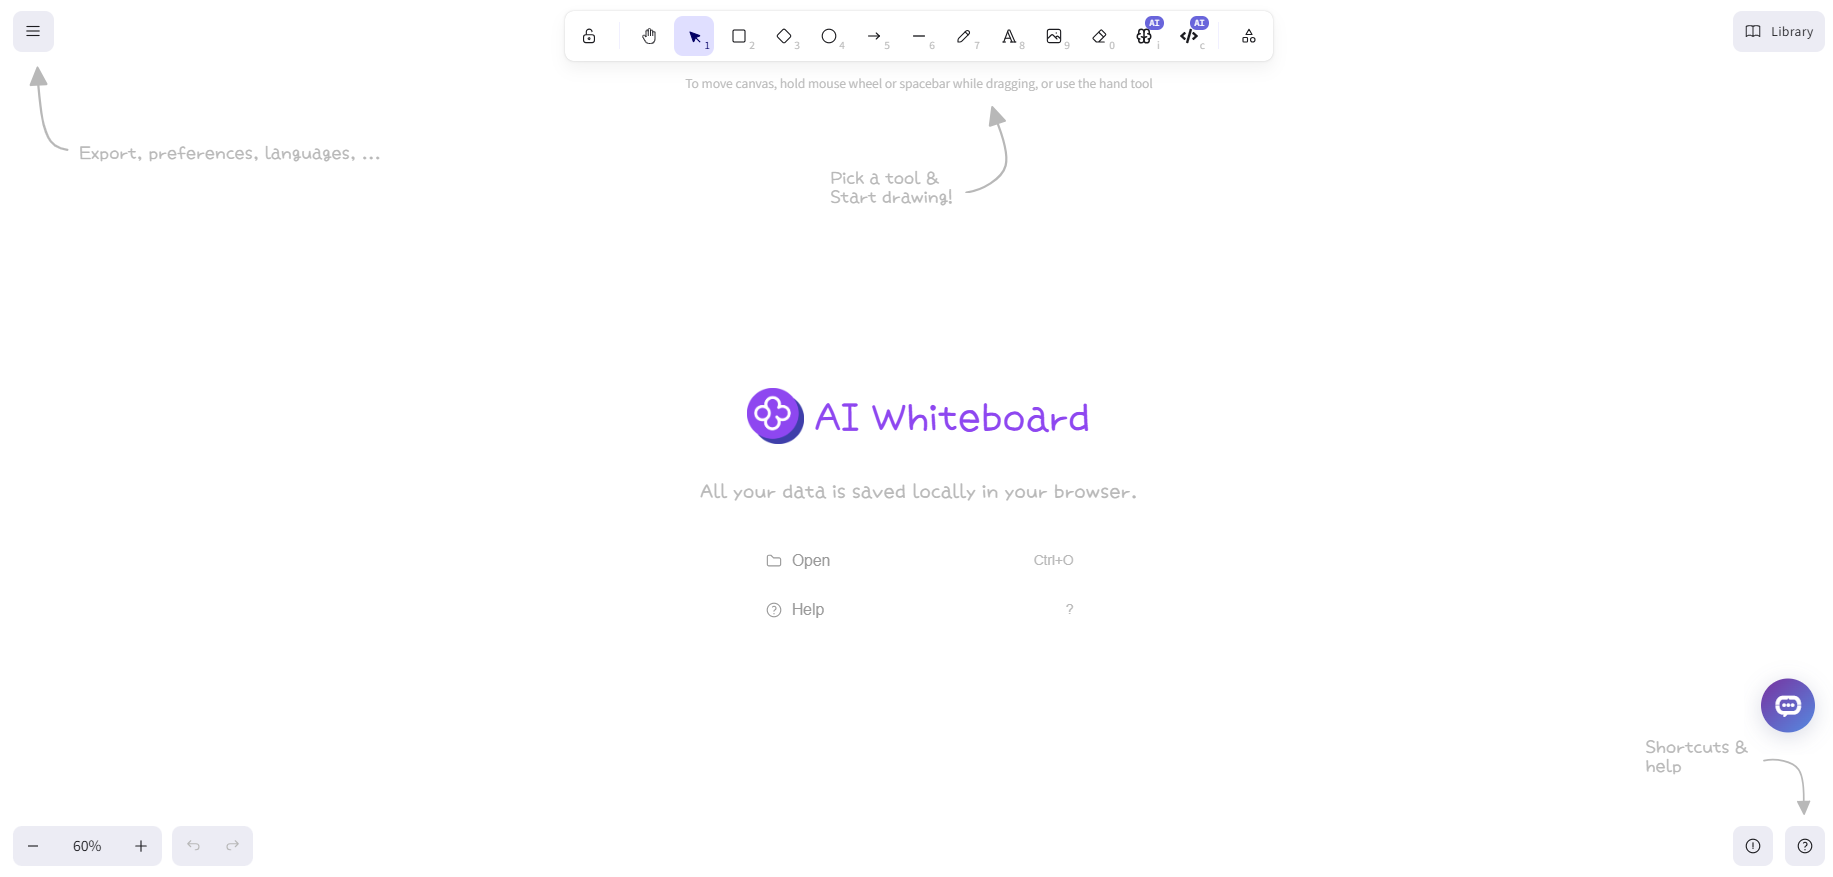 1 2 3 4 5 6 7 8 9 0 AI i AI c
Library
To move canvas, hold mouse wheel or spacebar while dragging, or use the hand tool
Export, preferences, languages, ...
Pick a tool &
Start drawing!
AI Whiteboard
All your data is saved locally in your browser.
Open Ctrl+O
Help ?
Shortcuts &
help
60%